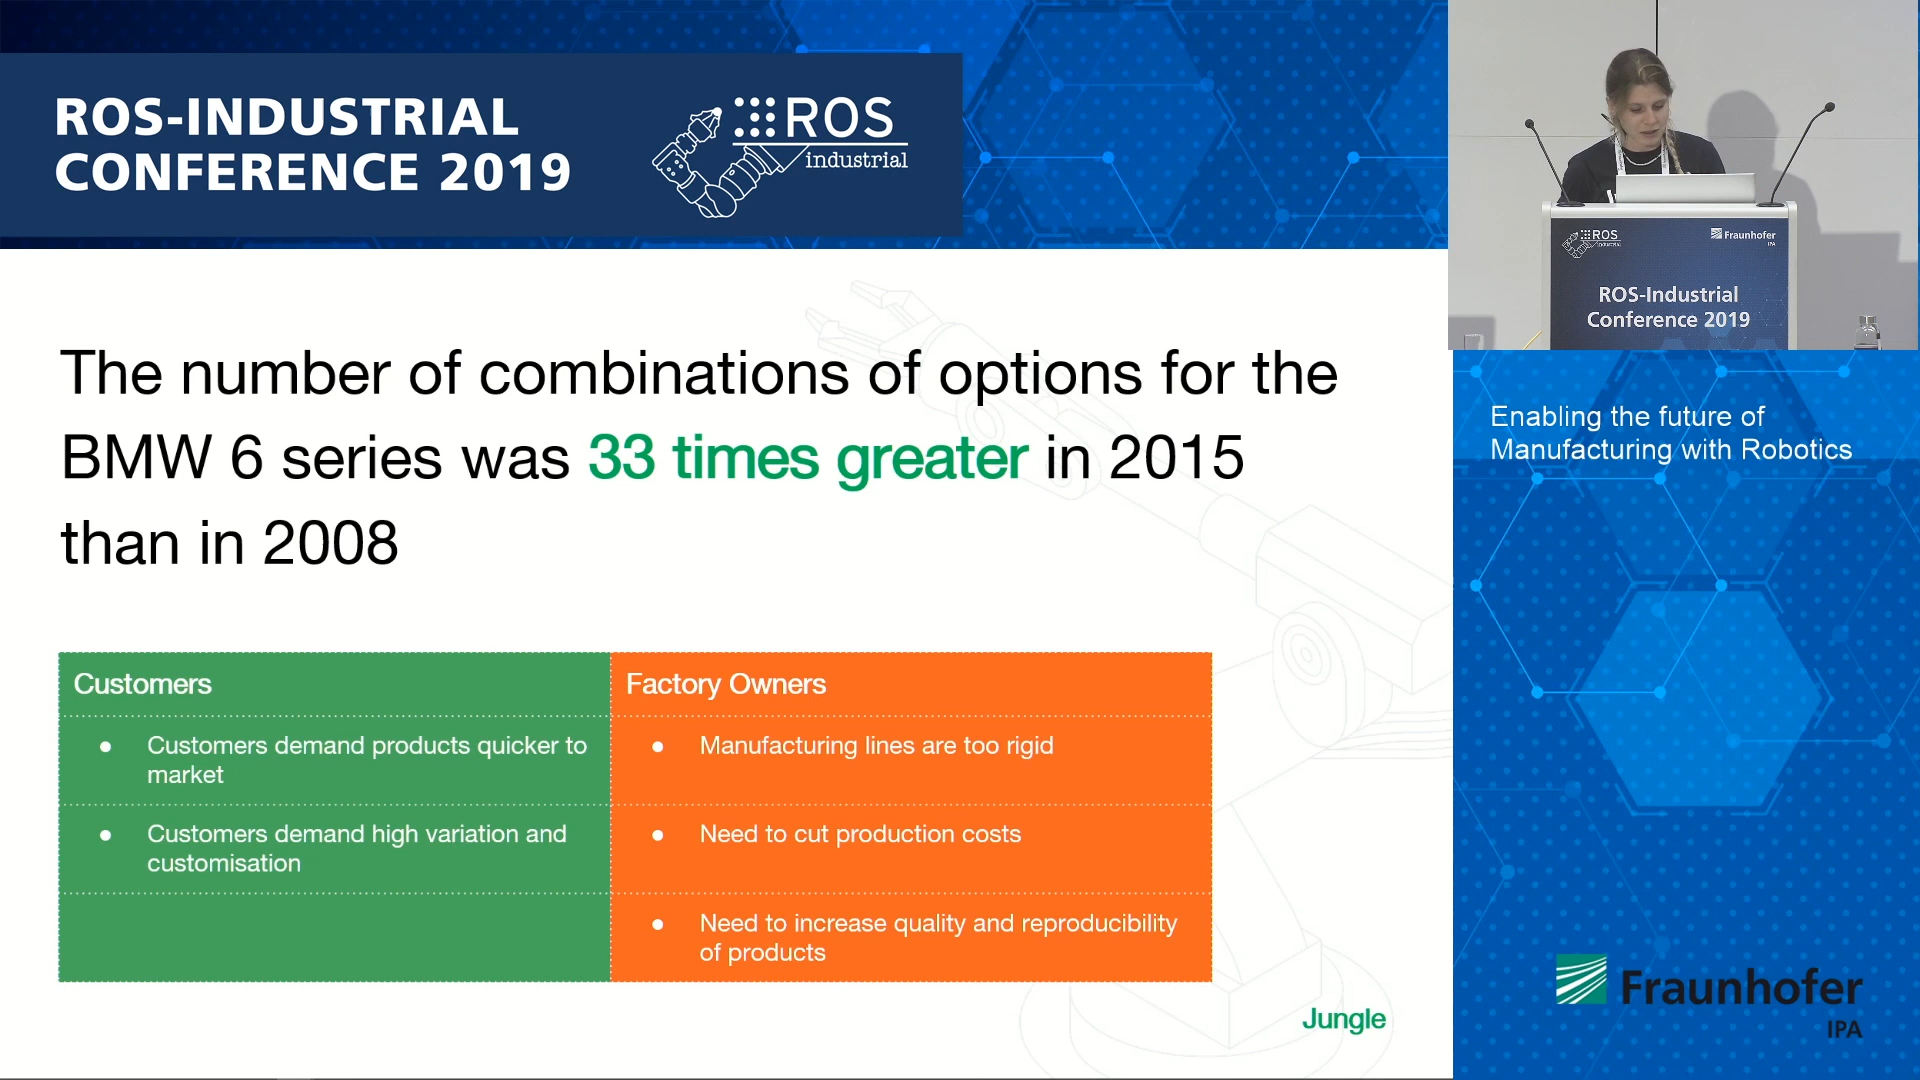 ROS-INDUSTRIAL
CONFERENCE 2019
ROS
industrial
The number of combinations of options for the
BMW 6 series was 33 times greater in 2015
than in 2008
Customers
Factory Owners
● Customers demand products quicker to
market
● Manufacturing lines are too rigid
● Customers demand high variation and
customisation
● Need to cut production costs
● Need to increase quality and reproducibility
of products
Jungle
ROS
Fraunhofer
IPA
ROS-Industrial
Conference 2019
Enabling the future of
Manufacturing with Robotics
Fraunhofer
IPA